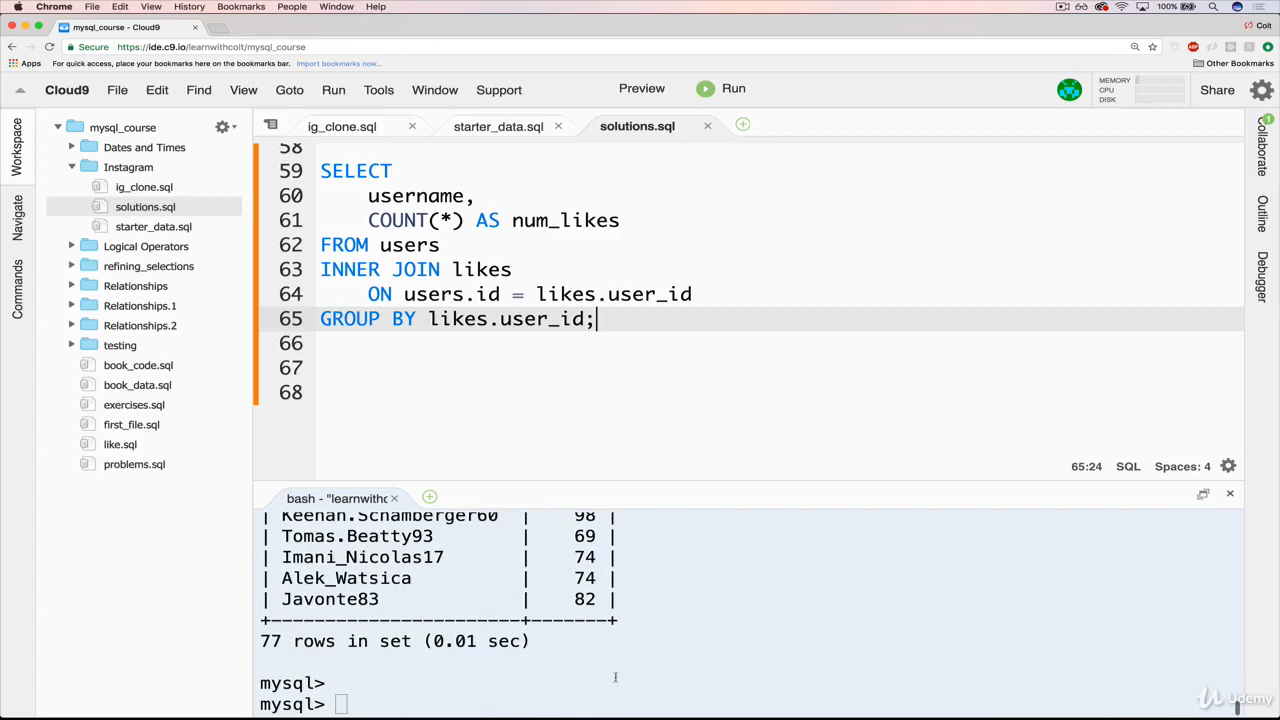 Chrome File Edit View History Bookmarks People Window Help 100%
mysql_course - Cloud9 Colt
Secure https://ide.c9.io/learnwithcolt/mysql_course
Apps For quick access, place your bookmarks here on the bookmarks bar. Import bookmarks now... Other Bookmarks
Cloud9 File Edit Find View Goto Run Tools Window Support Preview Run MEMORY CPU DISK Share
Workspace
Navigate
Commands
mysql_course
Dates and Times
Instagram
ig_clone.sql
solutions.sql
starter_data.sql
Logical Operators
refining_selections
Relationships
Relationships.1
Relationships.2
testing
book_code.sql
book_data.sql
exercises.sql
first_file.sql
like.sql
problems.sql
ig_clone.sql starter_data.sql solutions.sql
58
59 SELECT
60 username,
61 COUNT(*) AS num_likes
62 FROM users
63 INNER JOIN likes
64 ON users.id = likes.user_id
65 GROUP BY likes.user_id;
66
67
68
65:24 SQL Spaces: 4
bash - "learnwithc
| Keenan.Schamberger60 | 98 |
| Tomas.Beatty93 | 69 |
| Imani_Nicolas17 | 74 |
| Alek_Watsica | 74 |
| Javonte83 | 82 |
+----------------------+-------+
77 rows in set (0.01 sec)
mysql>
mysql>
Collaborate
1
Outline
Debugger
Udemy